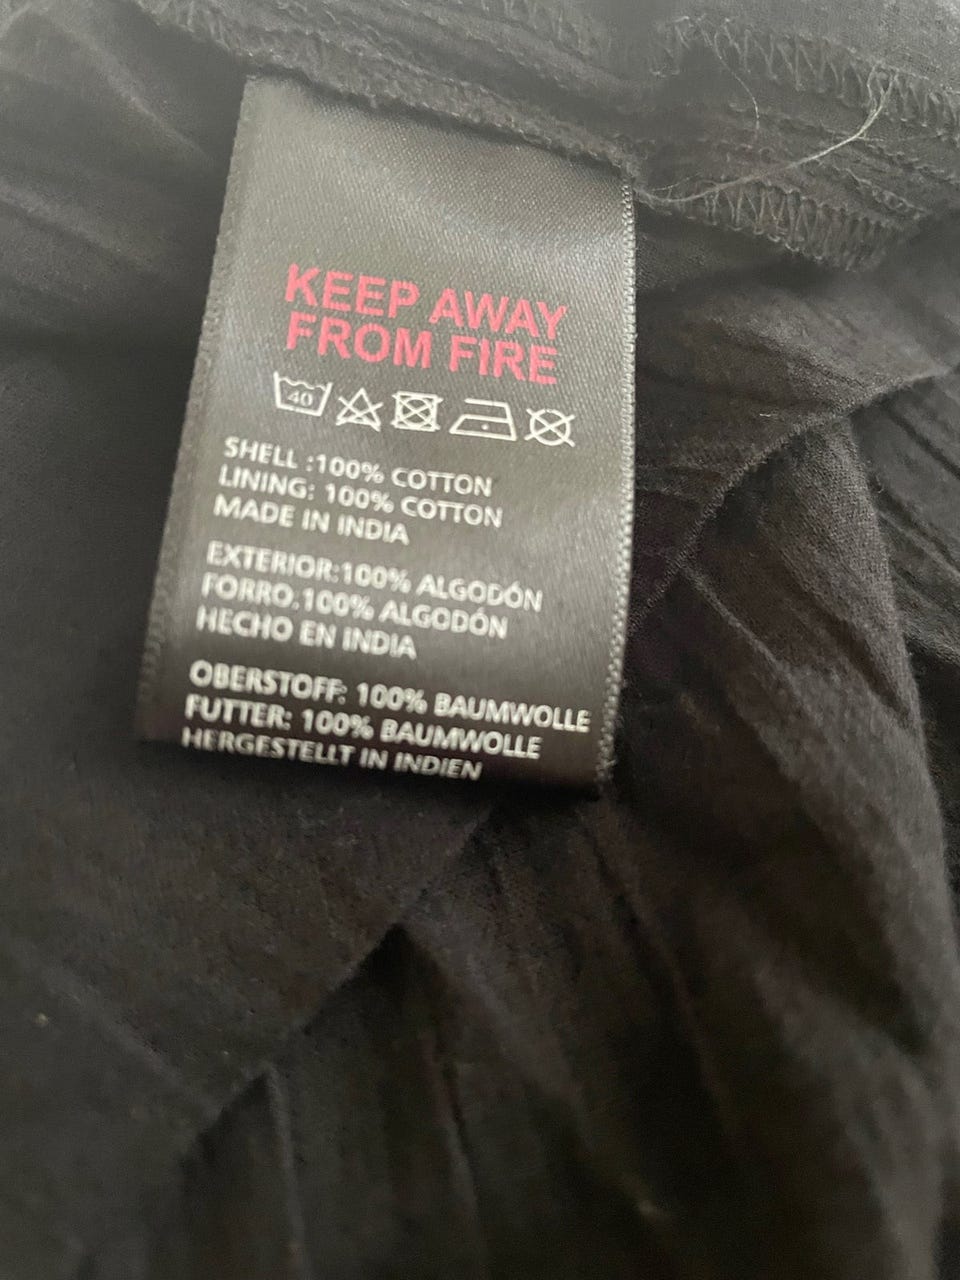 KEEP AWAY
FROM FIRE
40
SHELL :100% COTTON
LINING: 100% COTTON
MADE IN INDIA
EXTERIOR:100% ALGODÓN
FORRO.100% ALGODÓN
HECHO EN INDIA
OBERSTOFF: 100% BAUMWOLLE
FUTTER: 100% BAUMWOLLE
HERGESTELLT IN INDIEN